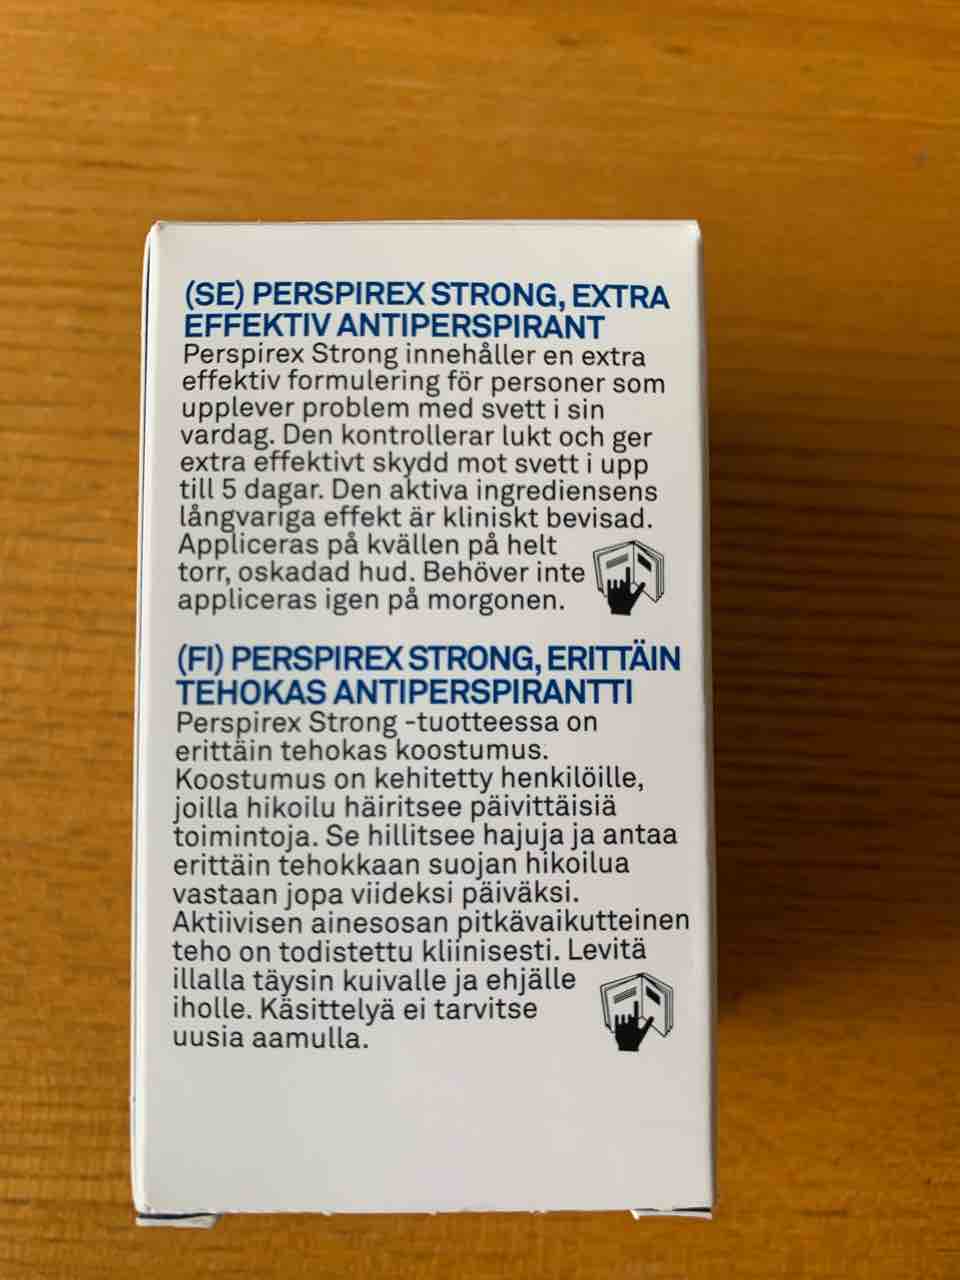 (SE) PERSPIREX STRONG, EXTRA
EFFEKTIV ANTIPERSPIRANT
Perspirex Strong innehåller en extra
effektiv formulering för personer som
upplever problem med svett i sin
vardag. Den kontrollerar lukt och ger
extra effektivt skydd mot svett i upp
till 5 dagar. Den aktiva ingrediensens
långvariga effekt är kliniskt bevisad.
Appliceras på kvällen på helt
torr, oskadad hud. Behöver inte
appliceras igen på morgonen.
(FI) PERSPIREX STRONG, ERITTÄIN
TEHOKAS ANTIPERSPIRANTTI
Perspirex Strong -tuotteessa on
erittäin tehokas koostumus.
Koostumus on kehitetty henkilöille,
joilla hikoilu häiritsee päivittäisiä
toimintoja. Se hillitsee hajuja ja antaa
erittäin tehokkaan suojan hikoilua
vastaan jopa viideksi päiväksi.
Aktiivisen ainesosan pitkävaikutteinen
teho on todistettu kliinisesti. Levitä
illalla täysin kuivalle ja ehjälle
iholle. Käsittelyä ei tarvitse
uusia aamulla.